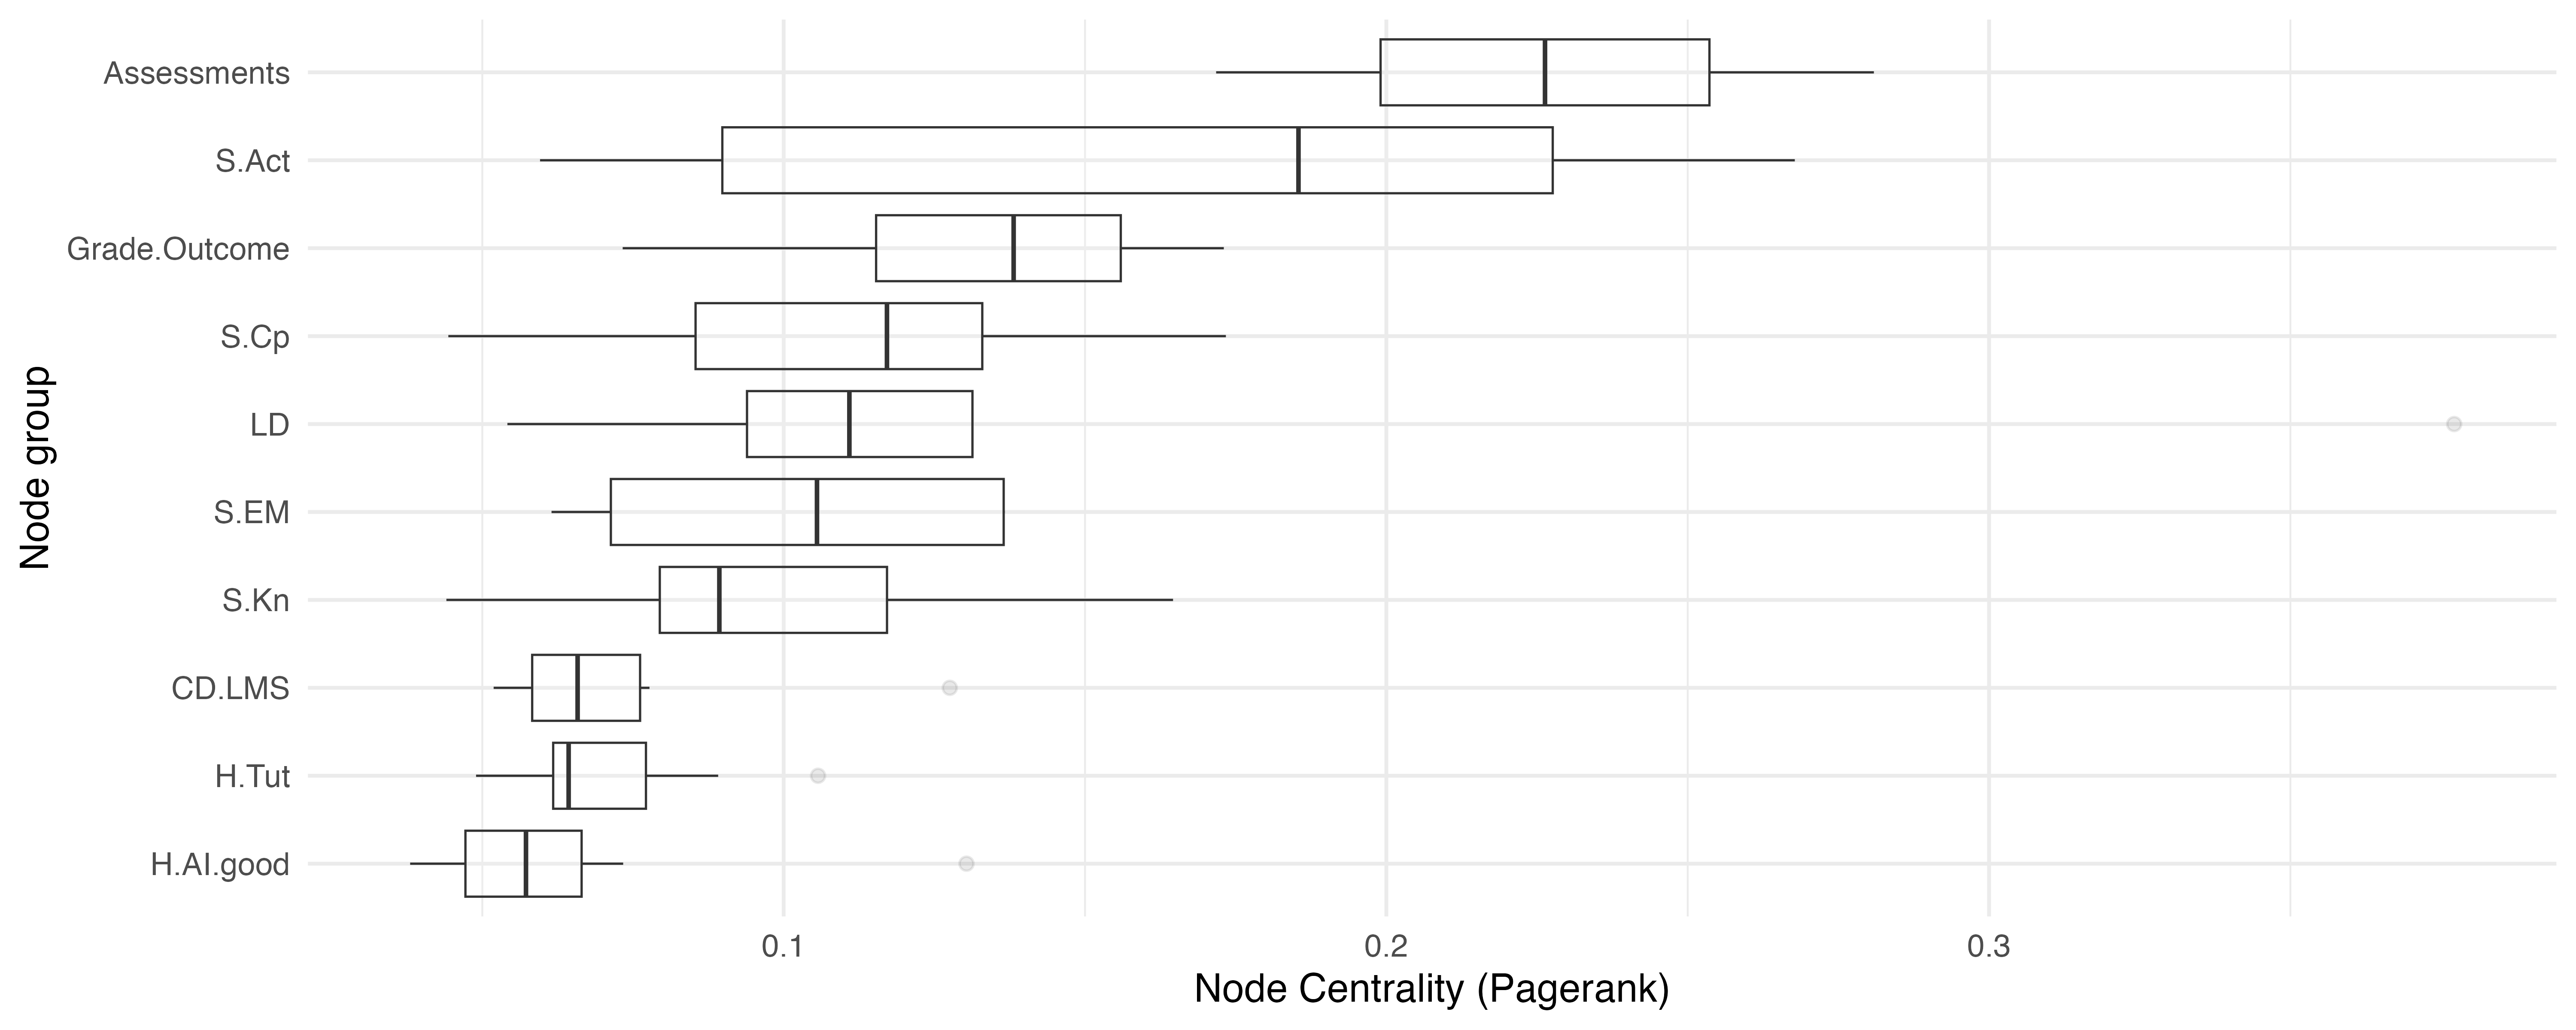 Node group
Assessments
S.Act
Grade.Outcome
S.Cp
LD
S.EM
S.Kn
CD.LMS
H.Tut
H.AI.good
0.1 0.2 0.3
Node Centrality (Pagerank)